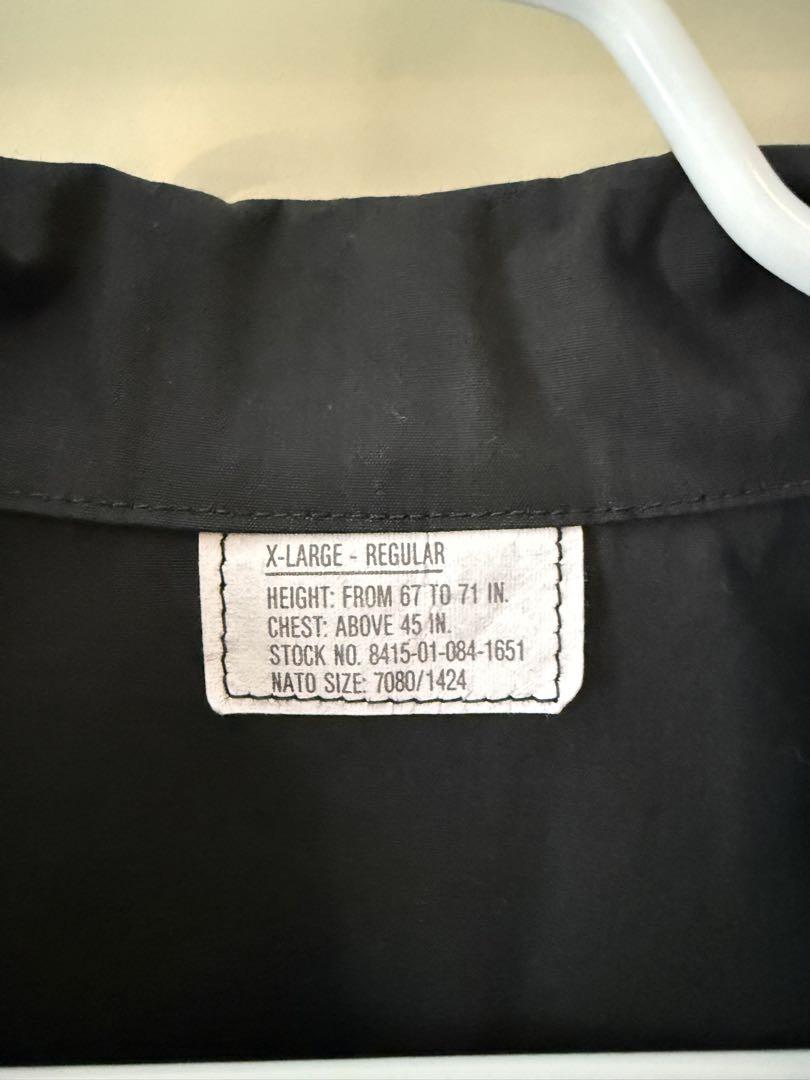 X-LARGE - REGULAR
HEIGHT: FROM 67 TO 71 IN.
CHEST: ABOVE 45 IN.
STOCK NO. 8415-01-084-1651
NATO SIZE: 7080/1424